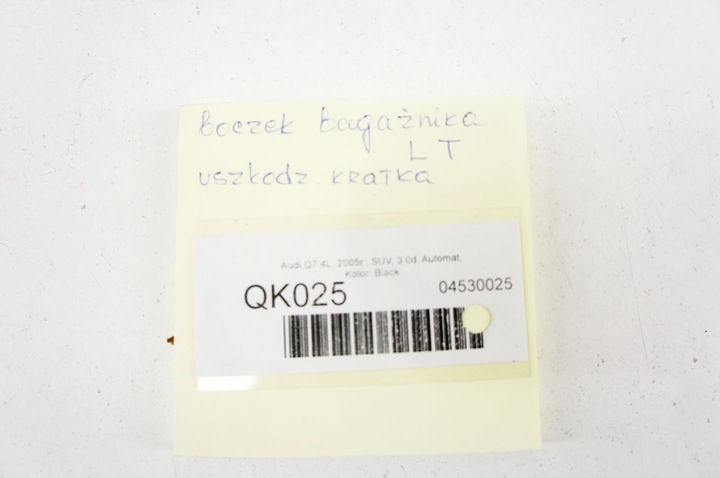 boczek bagażnika
L T
uszkodz. KRATKA
Audi Q7 4L, 2005r., SUV, 3.0d. Automat,
Kolor: Black
QK025 04530025